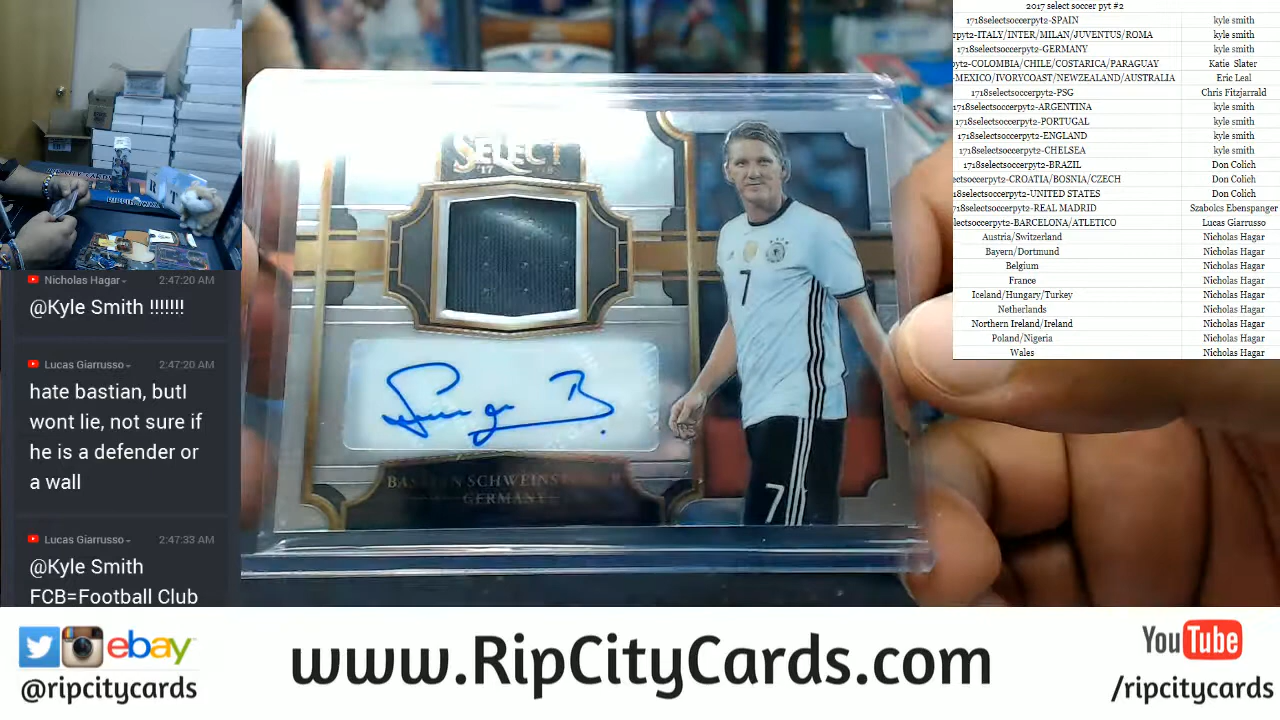 Nicholas Hagar 2:47:20 AM
@Kyle Smith !!!!!!!
Lucas Giarrusso 2:47:20 AM
hate bastian, butI
wont lie, not sure if
he is a defender or
a wall
Lucas Giarrusso 2:47:33 AM
@Kyle Smith
FCB=Football Club
SELECT
'17 '18
BASTIAN SCHWEINSTEIGER
GERMANY
7
7
2017 select soccer pyt #2
1718selectsoccerpyt2-SPAIN kyle smith
rpyt2-ITALY/INTER/MILAN/JUVENTUS/ROMA kyle smith
1718selectsoccerpyt2-GERMANY kyle smith
pyt2-COLOMBIA/CHILE/COSTARICA/PARAGUAY Katie Slater
-MEXICO/IVORYCOAST/NEWZEALAND/AUSTRALIA Eric Leal
1718selectsoccerpyt2-PSG Chris Fitzjarrald
1718selectsoccerpyt2-ARGENTINA kyle smith
1718selectsoccerpyt2-PORTUGAL kyle smith
1718selectsoccerpyt2-ENGLAND kyle smith
1718selectsoccerpyt2-CHELSEA kyle smith
1718selectsoccerpyt2-BRAZIL Don Colich
ectsoccerpyt2-CROATIA/BOSNIA/CZECH Don Colich
18selectsoccerpyt2-UNITED STATES Don Colich
718selectsoccerpyt2-REAL MADRID Szabolcs Ebenspanger
electsoccerpyt2-BARCELONA/ATLETICO Lucas Giarrusso
Austria/Switzerland Nicholas Hagar
Bayern/Dortmund Nicholas Hagar
Belgium Nicholas Hagar
France Nicholas Hagar
Iceland/Hungary/Turkey Nicholas Hagar
Netherlands Nicholas Hagar
Northern Ireland/Ireland Nicholas Hagar
Poland/Nigeria Nicholas Hagar
Wales Nicholas Hagar
ebay
@ripcitycards
www.RipCityCards.com
YouTube
/ripcitycards